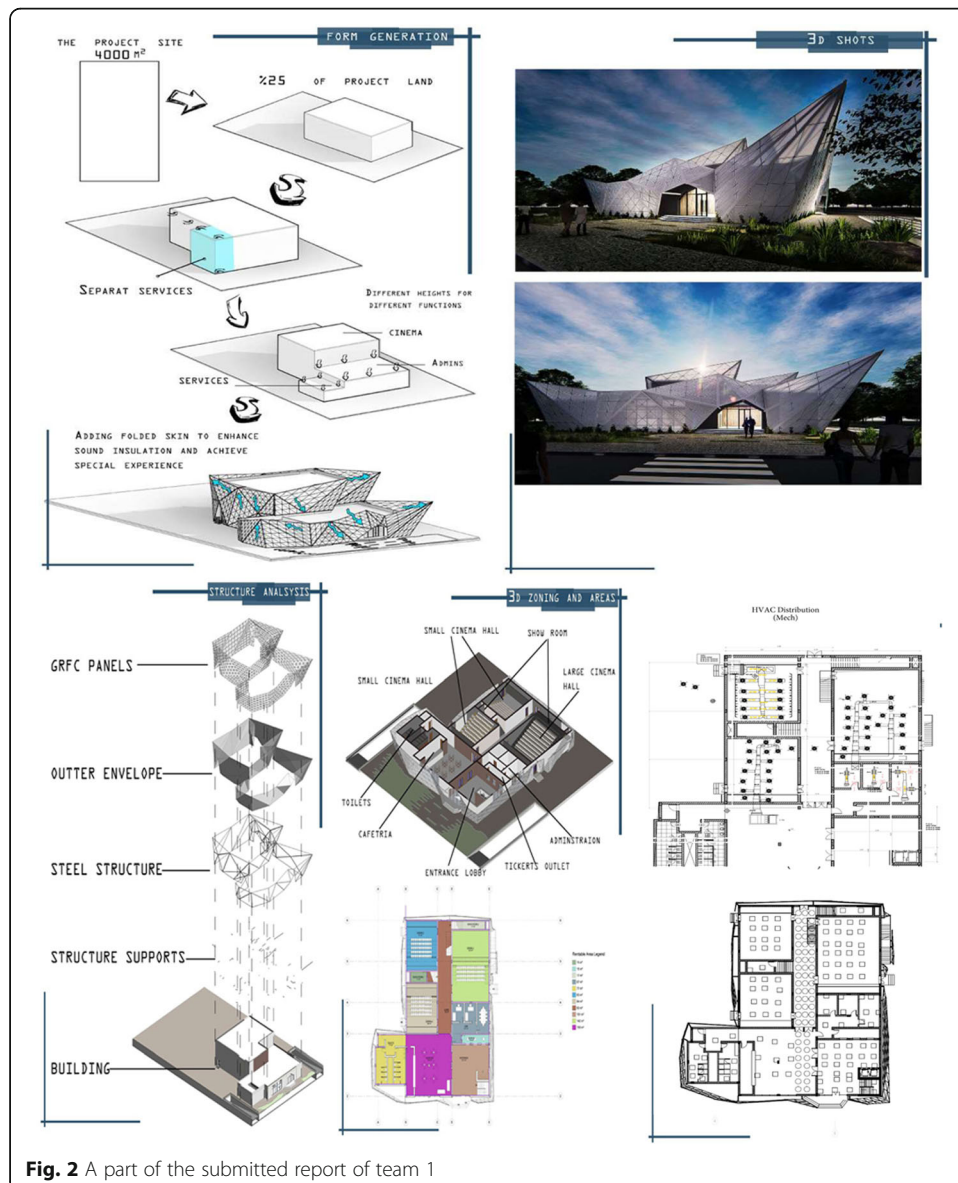 FORM GENERATION
THE PROJECT SITE
4000 M²
%25 OF PROJECT LAND
SEPARAT SERVICES
DIFFERENT HEIGHTS FOR
DIFFERENT FUNCTIONS
CINEMA
ADMINS
SERVICES
ADDING FOLDED SKIN TO ENHANCE
SOUND INSULATION AND ACHIEVE
SPECIAL EXPERIENCE
3D SHOTS
STRUCTURE ANALSYSIS
GRFC PANELS
OUTTER ENVELOPE
STEEL STRUCTURE
STRUCTURE SUPPORTS
BUILDING
3D ZONING AND AREAS
SMALL CINEMA HALL
SHOW ROOM
SMALL CINEMA HALL
LARGE CINEMA
HALL
TOILETS
CAFETRIA
ENTRANCE LOBBY
TICKERTS OUTLET
ADMINSTRAION
HVAC Distribution
(Mech)
Rentable Area Legend
Fig. 2 A part of the submitted report of team 1